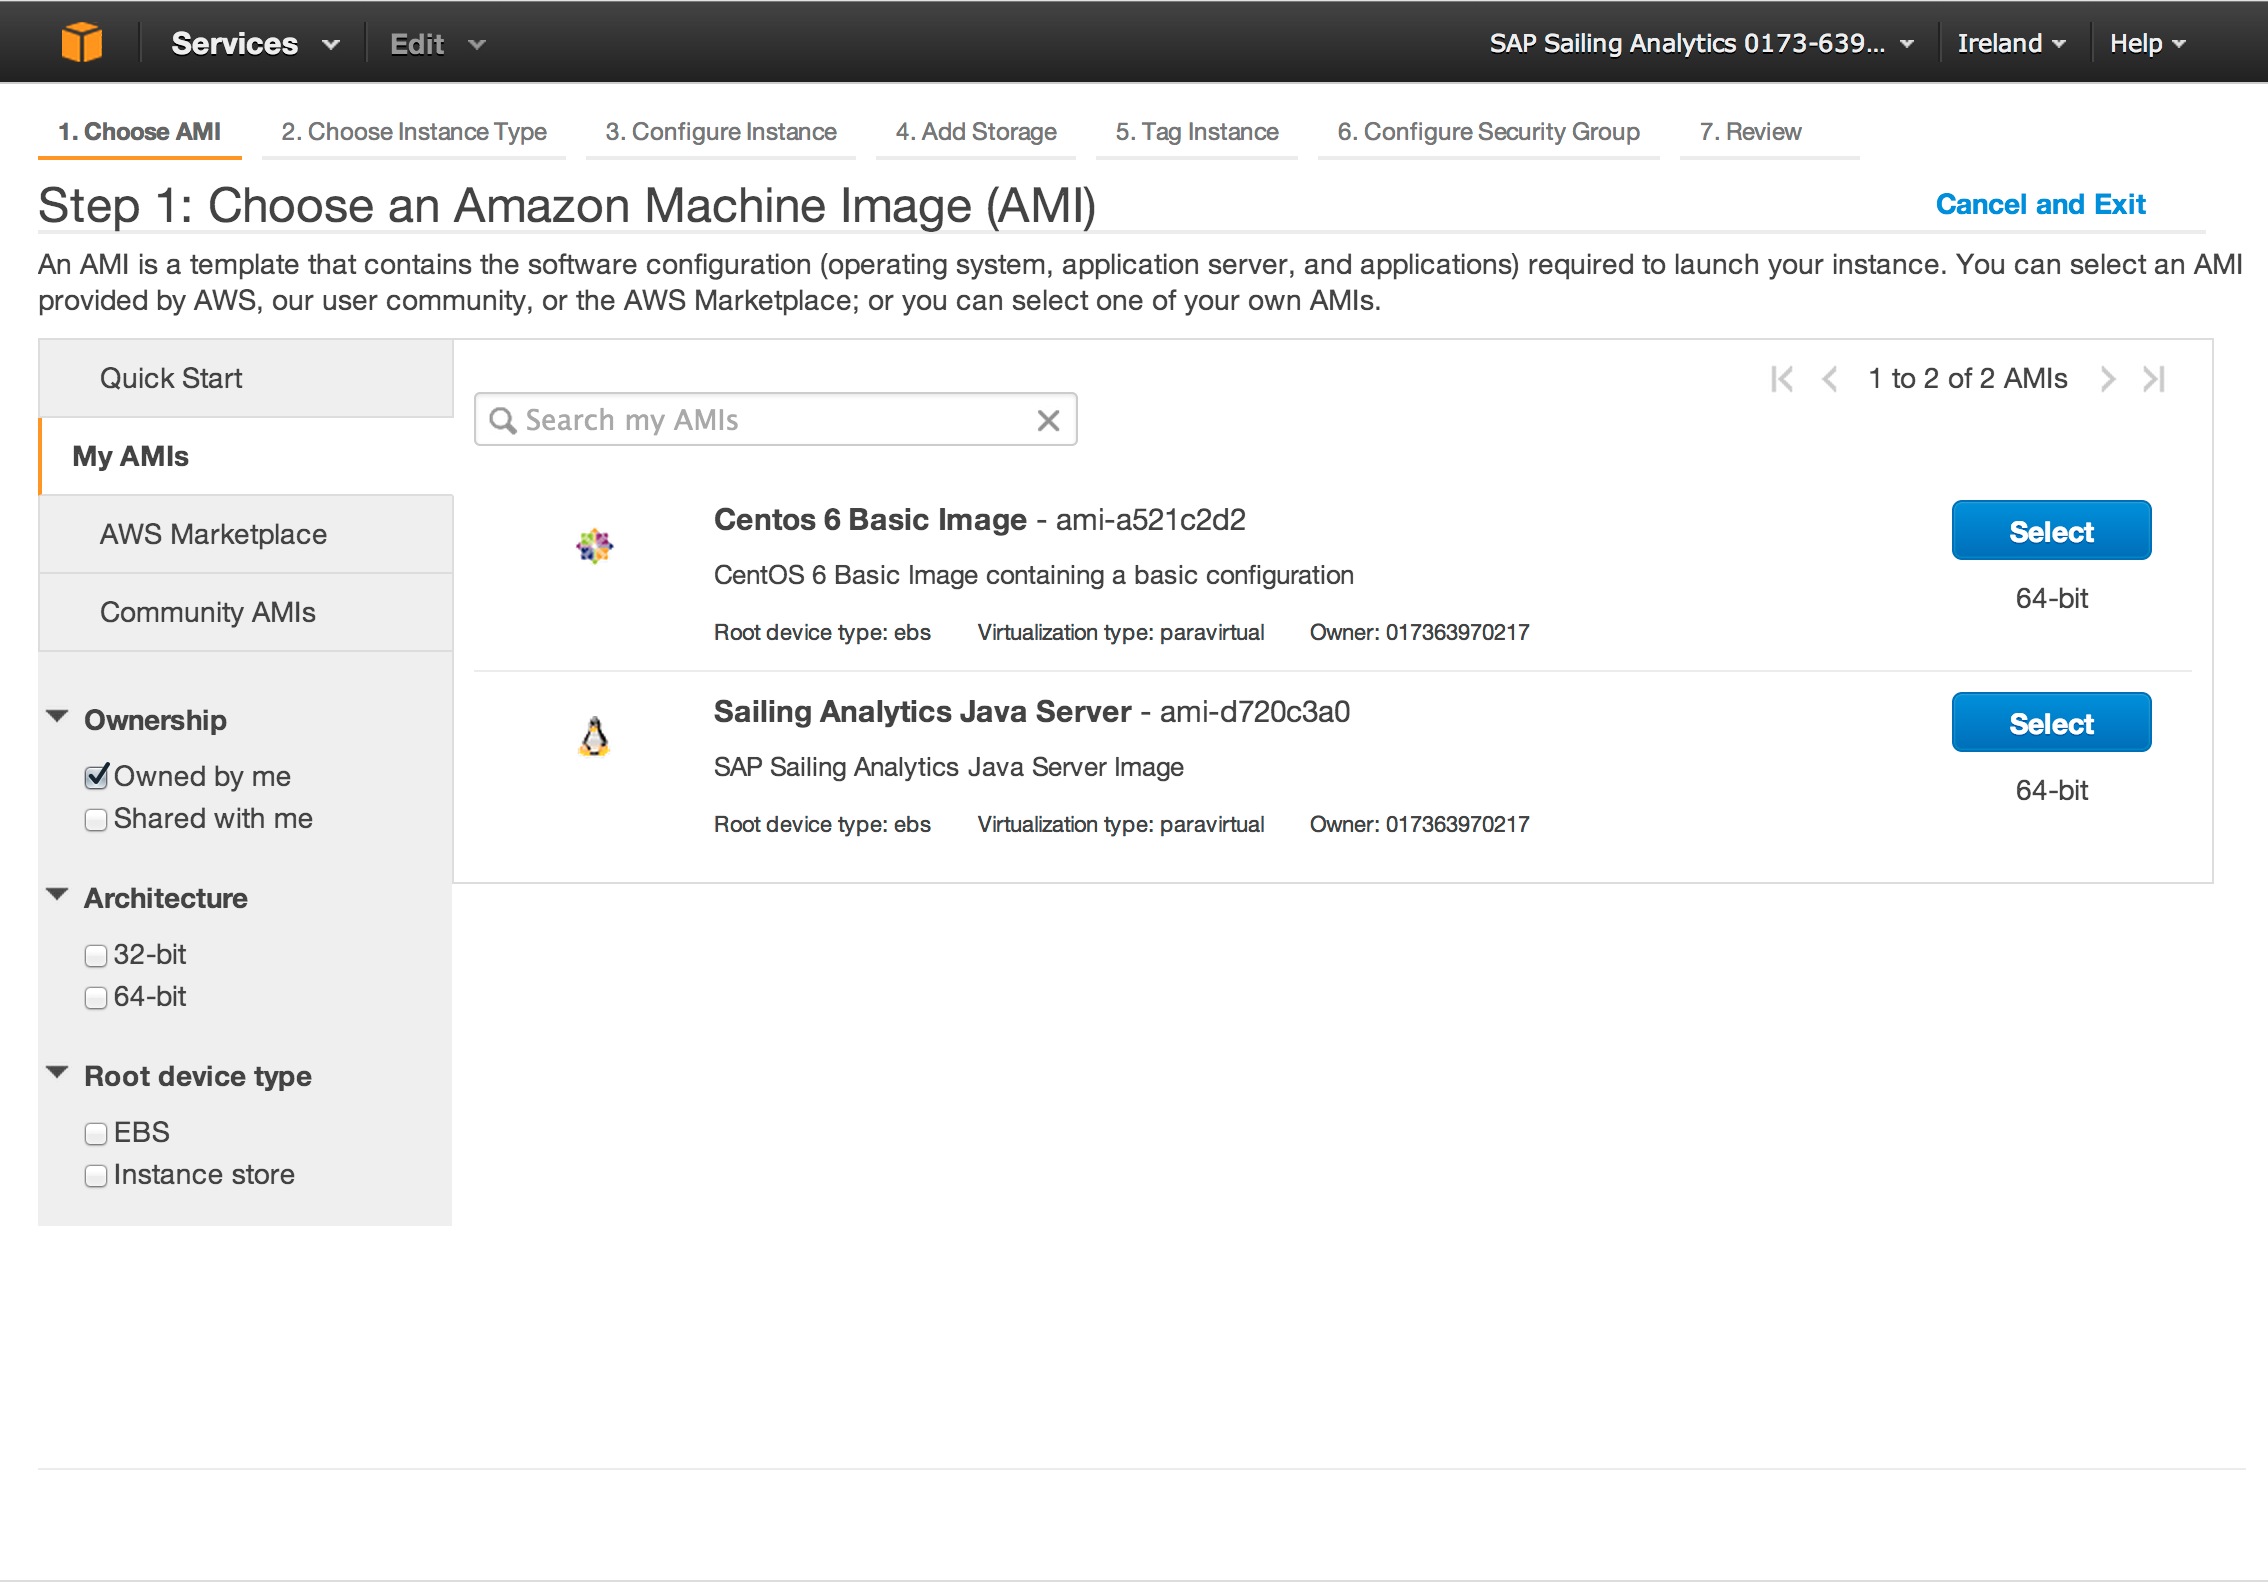 Services Edit SAP Sailing Analytics 0173-639... Ireland Help
1. Choose AMI 2. Choose Instance Type 3. Configure Instance 4. Add Storage 5. Tag Instance 6. Configure Security Group 7. Review
Step 1: Choose an Amazon Machine Image (AMI) Cancel and Exit
An AMI is a template that contains the software configuration (operating system, application server, and applications) required to launch your instance. You can select an AMI
provided by AWS, our user community, or the AWS Marketplace; or you can select one of your own AMIs.
Quick Start
My AMIs
AWS Marketplace
Community AMIs
Ownership
Owned by me
Shared with me
Architecture
32-bit
64-bit
Root device type
EBS
Instance store
1 to 2 of 2 AMIs
Search my AMIs
Centos 6 Basic Image - ami-a521c2d2
CentOS 6 Basic Image containing a basic configuration
Root device type: ebs Virtualization type: paravirtual Owner: 017363970217
Select
64-bit
Sailing Analytics Java Server - ami-d720c3a0
SAP Sailing Analytics Java Server Image
Root device type: ebs Virtualization type: paravirtual Owner: 017363970217
Select
64-bit